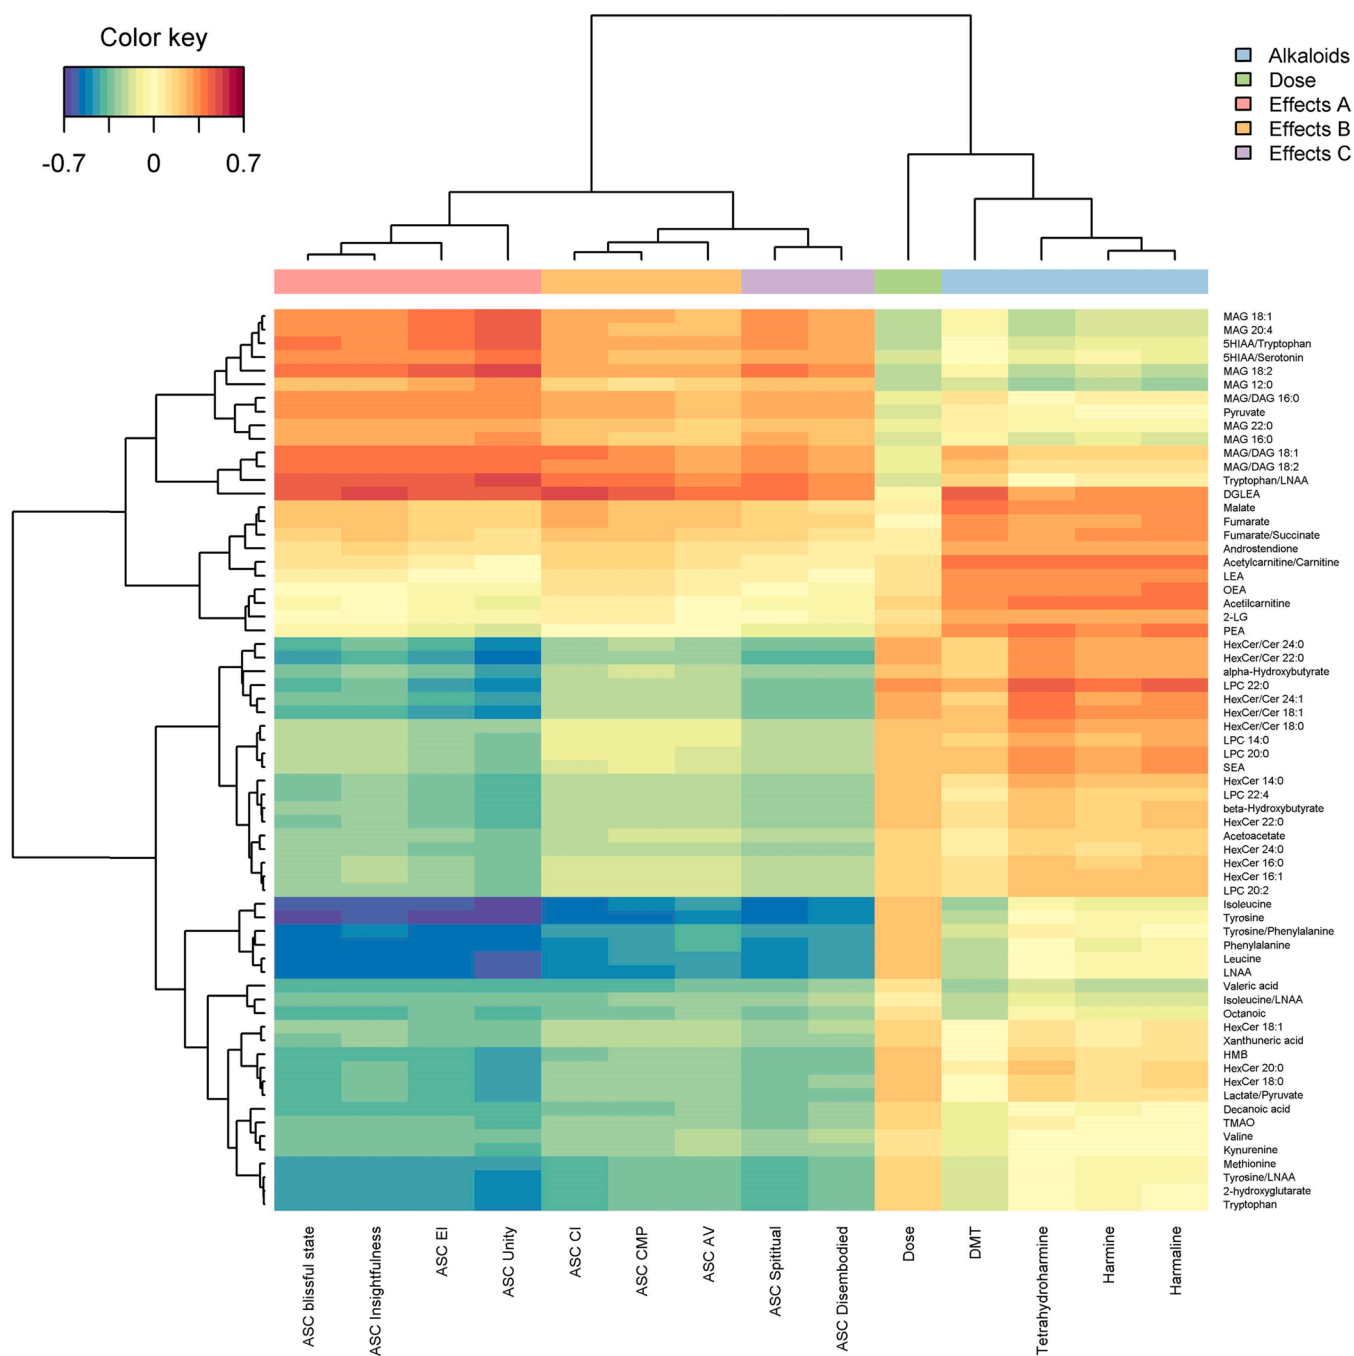 Color key
-0.7 0 0.7
Alkaloids
Dose
Effects A
Effects B
Effects C
MAG 18:1
MAG 20:4
5HIAA/Tryptophan
5HIAA/Serotonin
MAG 18:2
MAG 12:0
MAG/DAG 16:0
Pyruvate
MAG 22:0
MAG 16:0
MAG/DAG 18:1
MAG/DAG 18:2
Tryptophan/LNAA
DGLEA
Malate
Fumarate
Fumarate/Succinate
Androstendione
Acetylcarnitine/Carnitine
LEA
OEA
Acetilcarnitine
2-LG
PEA
HexCer/Cer 24:0
HexCer/Cer 22:0
alpha-Hydroxybutyrate
LPC 22:0
HexCer/Cer 24:1
HexCer/Cer 18:1
HexCer/Cer 18:0
LPC 14:0
LPC 20:0
SEA
HexCer 14:0
LPC 22:4
beta-Hydroxybutyrate
HexCer 22:0
Acetoacetate
HexCer 24:0
HexCer 16:0
HexCer 16:1
LPC 20:2
Isoleucine
Tyrosine
Tyrosine/Phenylalanine
Phenylalanine
Leucine
LNAA
Valeric acid
Isoleucine/LNAA
Octanoic
HexCer 18:1
Xanthuneric acid
HMB
HexCer 20:0
HexCer 18:0
Lactate/Pyruvate
Decanoic acid
TMAO
Valine
Kynurenine
Methionine
Tyrosine/LNAA
2-hydroxyglutarate
Tryptophan
ASC blissful state
ASC Insightfulness
ASC EI
ASC Unity
ASC CI
ASC CMP
ASC AV
ASC Spititual
ASC Disembodied
Dose
DMT
Tetrahydroharmine
Harmine
Harmaline